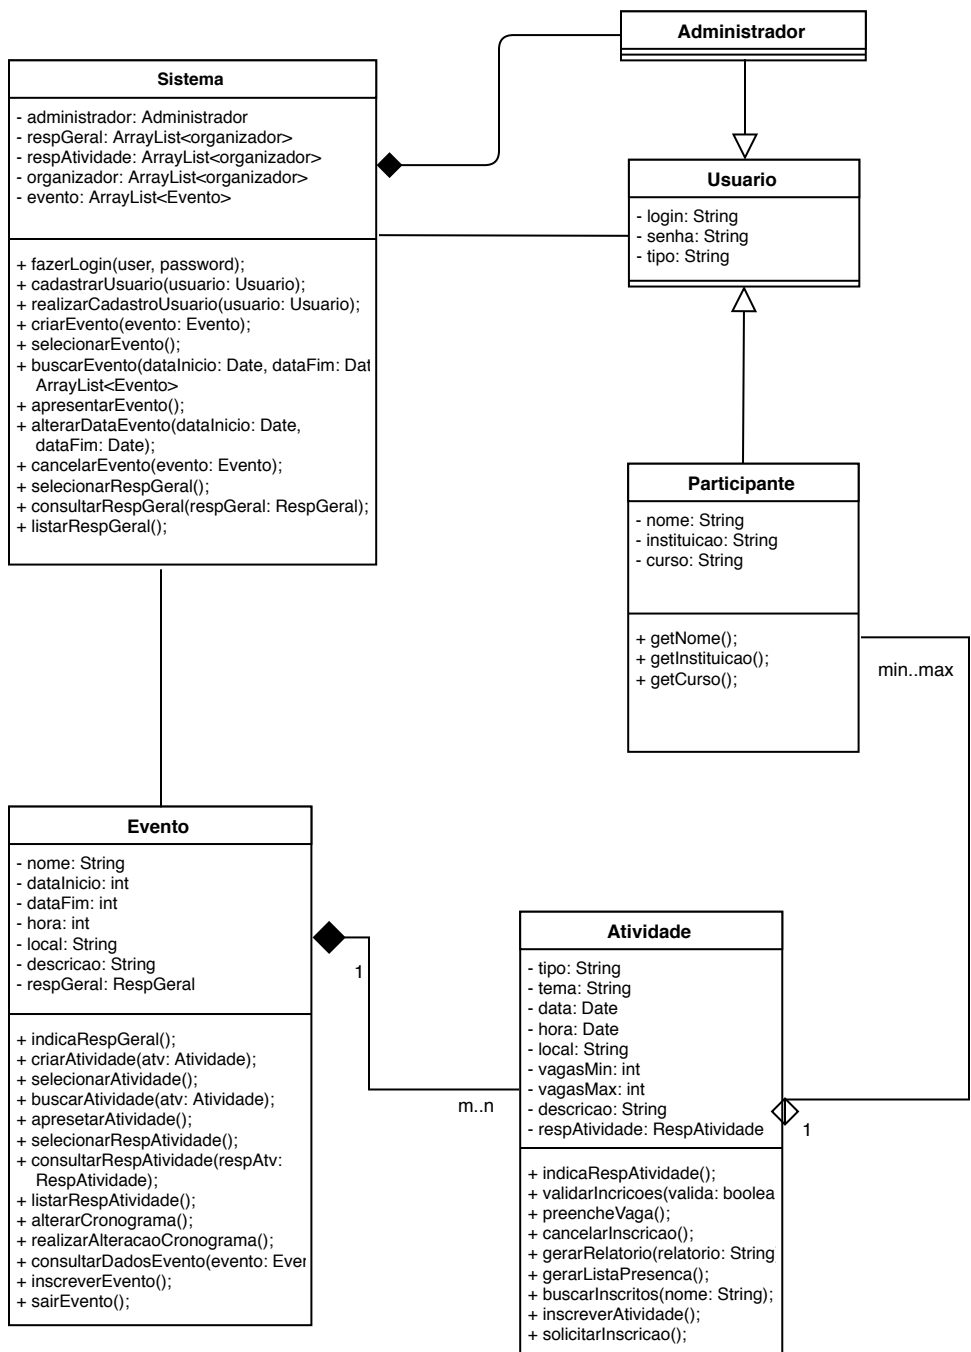 Administrador
Sistema
- administrador: Administrador
- respGeral: ArrayList<organizador>
- respAtividade: ArrayList<organizador>
- organizador: ArrayList<organizador>
- evento: ArrayList<Evento>
+ fazerLogin(user, password);
+ cadastrarUsuario(usuario: Usuario);
+ realizarCadastroUsuario(usuario: Usuario);
+ criarEvento(evento: Evento);
+ selecionarEvento();
+ buscarEvento(dataInicio: Date, dataFim: Dat
ArrayList<Evento>
+ apresentarEvento();
+ alterarDataEvento(dataInicio: Date,
dataFim: Date);
+ cancelarEvento(evento: Evento);
+ selecionarRespGeral();
+ consultarRespGeral(respGeral: RespGeral);
+ listarRespGeral();
Usuario
- login: String
- senha: String
- tipo: String
Participante
- nome: String
- instituicao: String
- curso: String
+ getNome();
+ getInstituicao();
+ getCurso();
min..max
Evento
- nome: String
- dataInicio: int
- dataFim: int
- hora: int
- local: String
- descricao: String
- respGeral: RespGeral
+ indicaRespGeral();
+ criarAtividade(atv: Atividade);
+ selecionarAtividade();
+ buscarAtividade(atv: Atividade);
+ apresetarAtividade();
+ selecionarRespAtividade();
+ consultarRespAtividade(respAtv:
RespAtividade);
+ listarRespAtividade();
+ alterarCronograma();
+ realizarAlteracaoCronograma();
+ consultarDadosEvento(evento: Ever
+ inscreverEvento();
+ sairEvento();
1
m..n
Atividade
- tipo: String
- tema: String
- data: Date
- hora: Date
- local: String
- vagasMin: int
- vagasMax: int
- descricao: String
- respAtividade: RespAtividade
+ indicaRespAtividade();
+ validarIncricoes(valida: boolea
+ preencheVaga();
+ cancelarInscricao();
+ gerarRelatorio(relatorio: String
+ gerarListaPresenca();
+ buscarInscritos(nome: String);
+ inscreverAtividade();
+ solicitarInscricao();
1